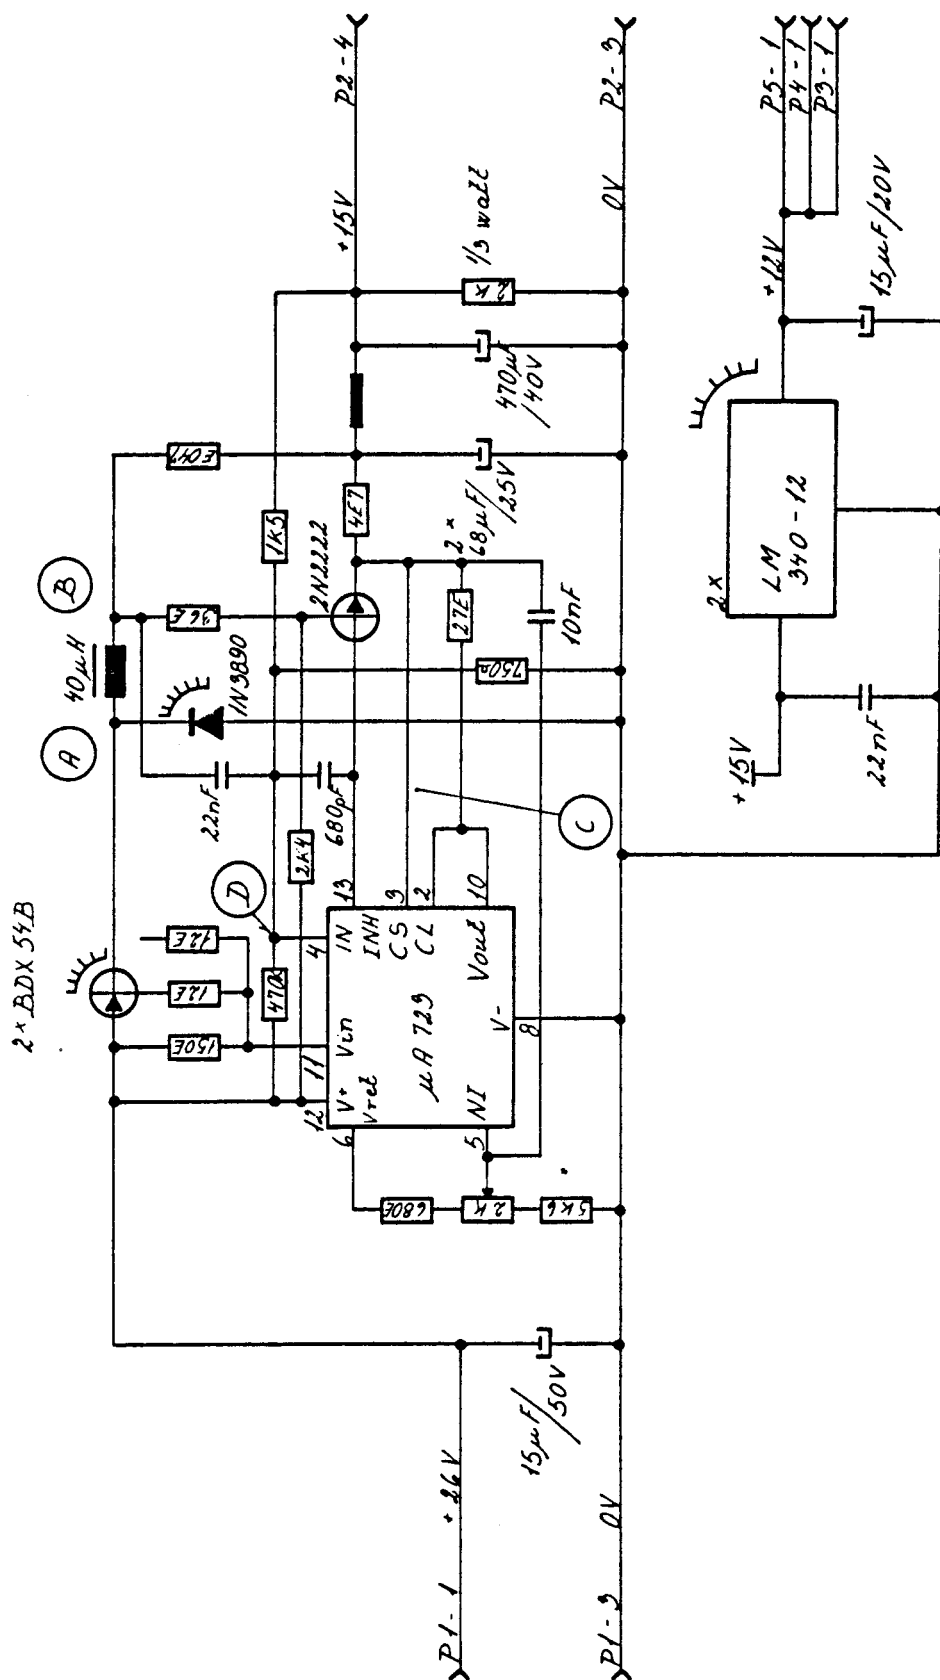 2× BDX 54B
A
40µH
B
12E
12E
150E
22nF
1N3890
36E
E047
D
2K4
680pF
1K5
2N2222
4E7
+15V
P2-4
470k
11
12
6
4
13
3
2
10
5
8
Vin
V+
Vref
IN
INH
CS
CL
Vout
µA 723
NI
V-
C
27E
750Ω
10nF
2×
68µF
/25V
470µF
/40V
2K
1/3 watt
0V
P2-3
680E
2K
5K6
P1-1
+26V
15µF
/50V
P1-3
0V
+15V
22nF
2×
LM
340-12
+12V
15µF/20V
P5-1
P4-1
P3-1